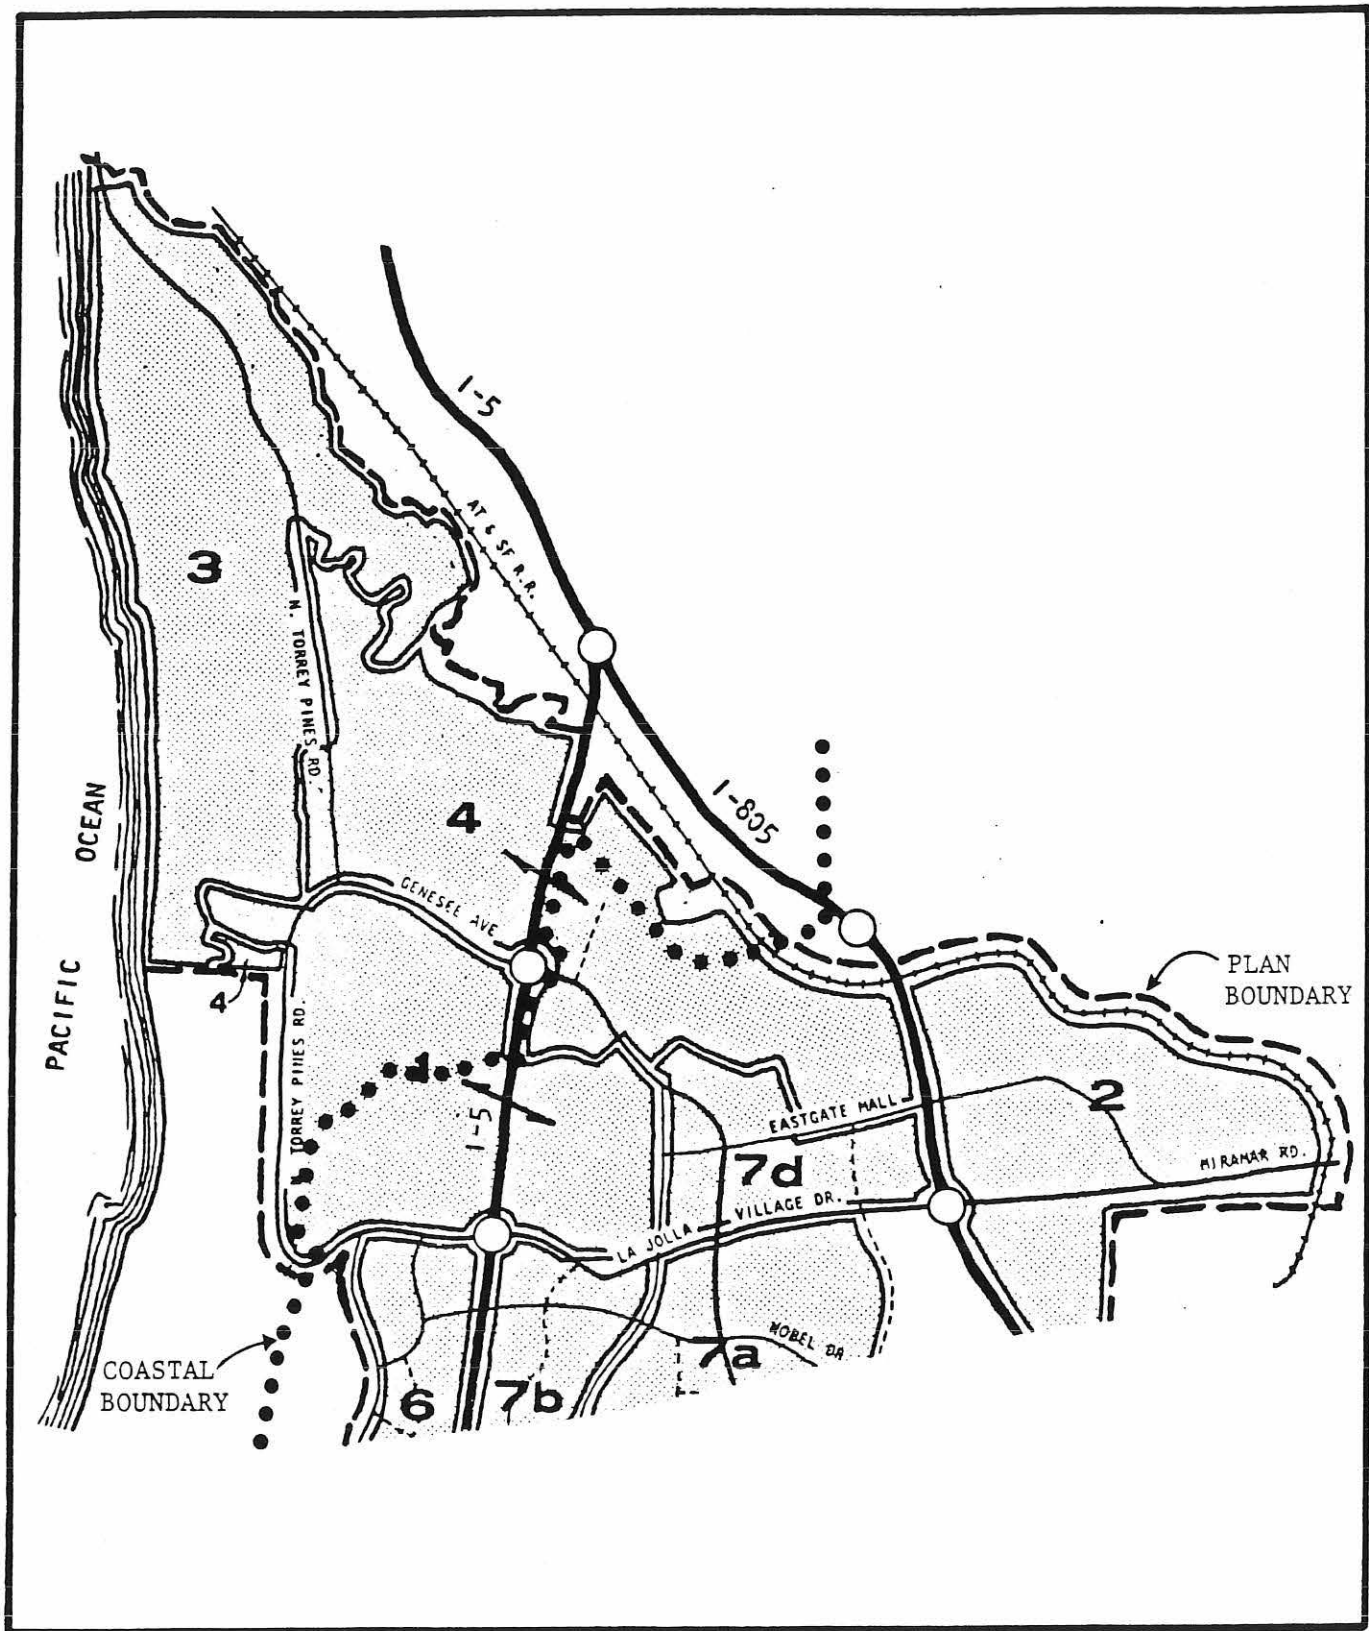 I-5
AT & SF R.R.
3
N. TORREY PINES RD.
I-805
OCEAN
4
GENESEE AVE
PACIFIC
4
PLAN
BOUNDARY
TORREY PINES RD.
1
I-5
2
EASTGATE MALL
7d
MIRAMAR RD.
LA JOLLA VILLAGE DR.
NOBEL DR
7a
COASTAL
BOUNDARY
6
7b